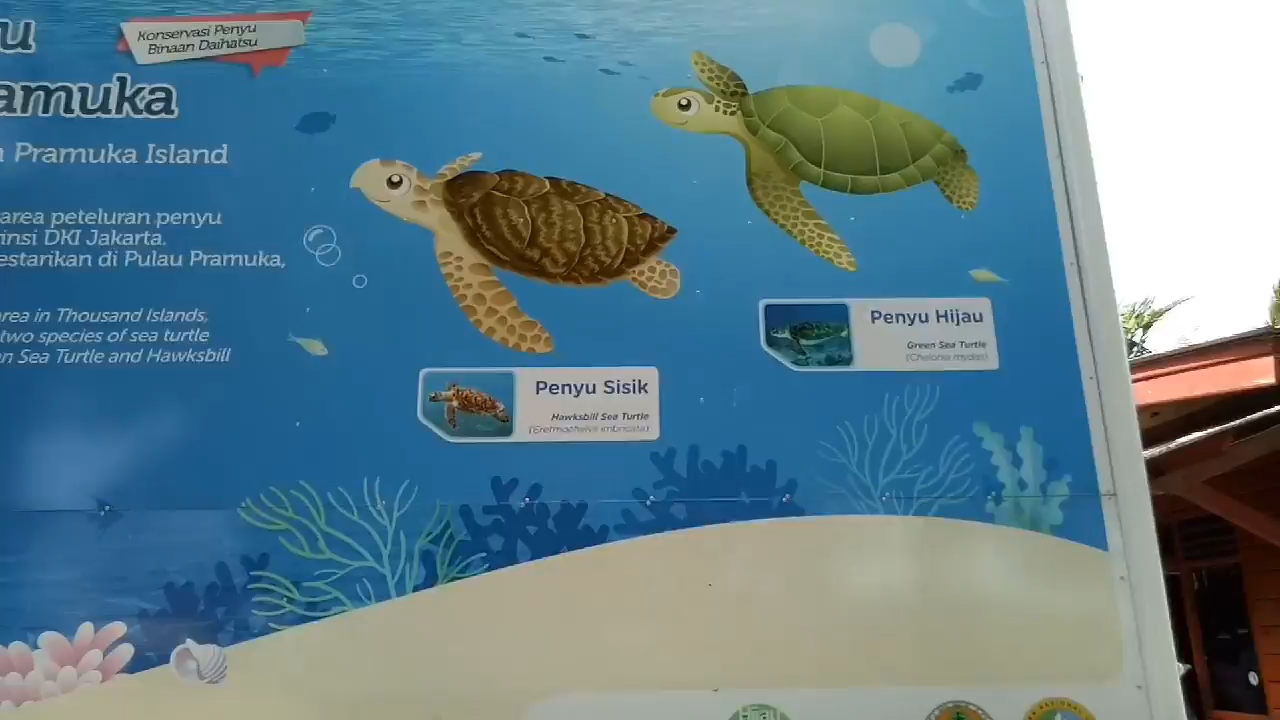 u
Konservasi Penyu
Binaan Daihatsu
amuka
n Pramuka Island
area peteluran penyu
insi DKI Jakarta.
estarikan di Pulau Pramuka,
area in Thousand Islands,
two species of sea turtle
n Sea Turtle and Hawksbill
Penyu Hijau
Green Sea Turtle
(Chelonia mydas)
Penyu Sisik
Hawksbill Sea Turtle
(Eretmochelys imbricata)